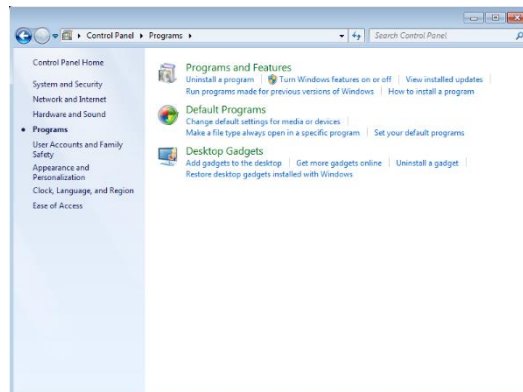 Control Panel Programs
Search Control Panel
Control Panel Home
System and Security
Network and Internet
Hardware and Sound
Programs
User Accounts and Family
Safety
Appearance and
Personalization
Clock, Language, and Region
Ease of Access
Programs and Features
Uninstall a program Turn Windows features on or off View installed updates
Run programs made for previous versions of Windows How to install a program
Default Programs
Change default settings for media or devices
Make a file type always open in a specific program Set your default programs
Desktop Gadgets
Add gadgets to the desktop Get more gadgets online Uninstall a gadget
Restore desktop gadgets installed with Windows